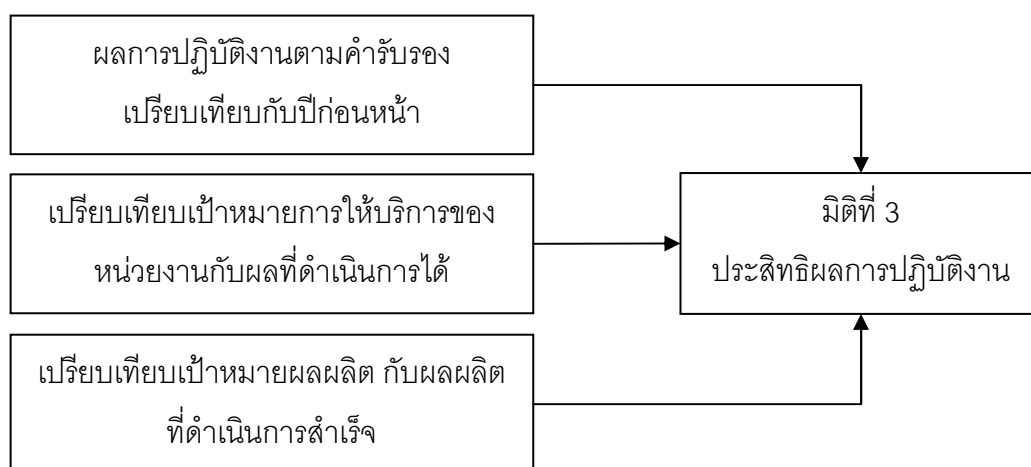 ผลการปฏิบัติงานตามคำรับรอง
เปรียบเทียบกับปีก่อนหน้า
เปรียบเทียบเป้าหมายการให้บริการของ
หน่วยงานกับผลที่ดำเนินการได้
มิติที่ 3
ประสิทธิผลการปฏิบัติงาน
เปรียบเทียบเป้าหมายผลผลิต กับผลผลิต
ที่ดำเนินการสำเร็จ